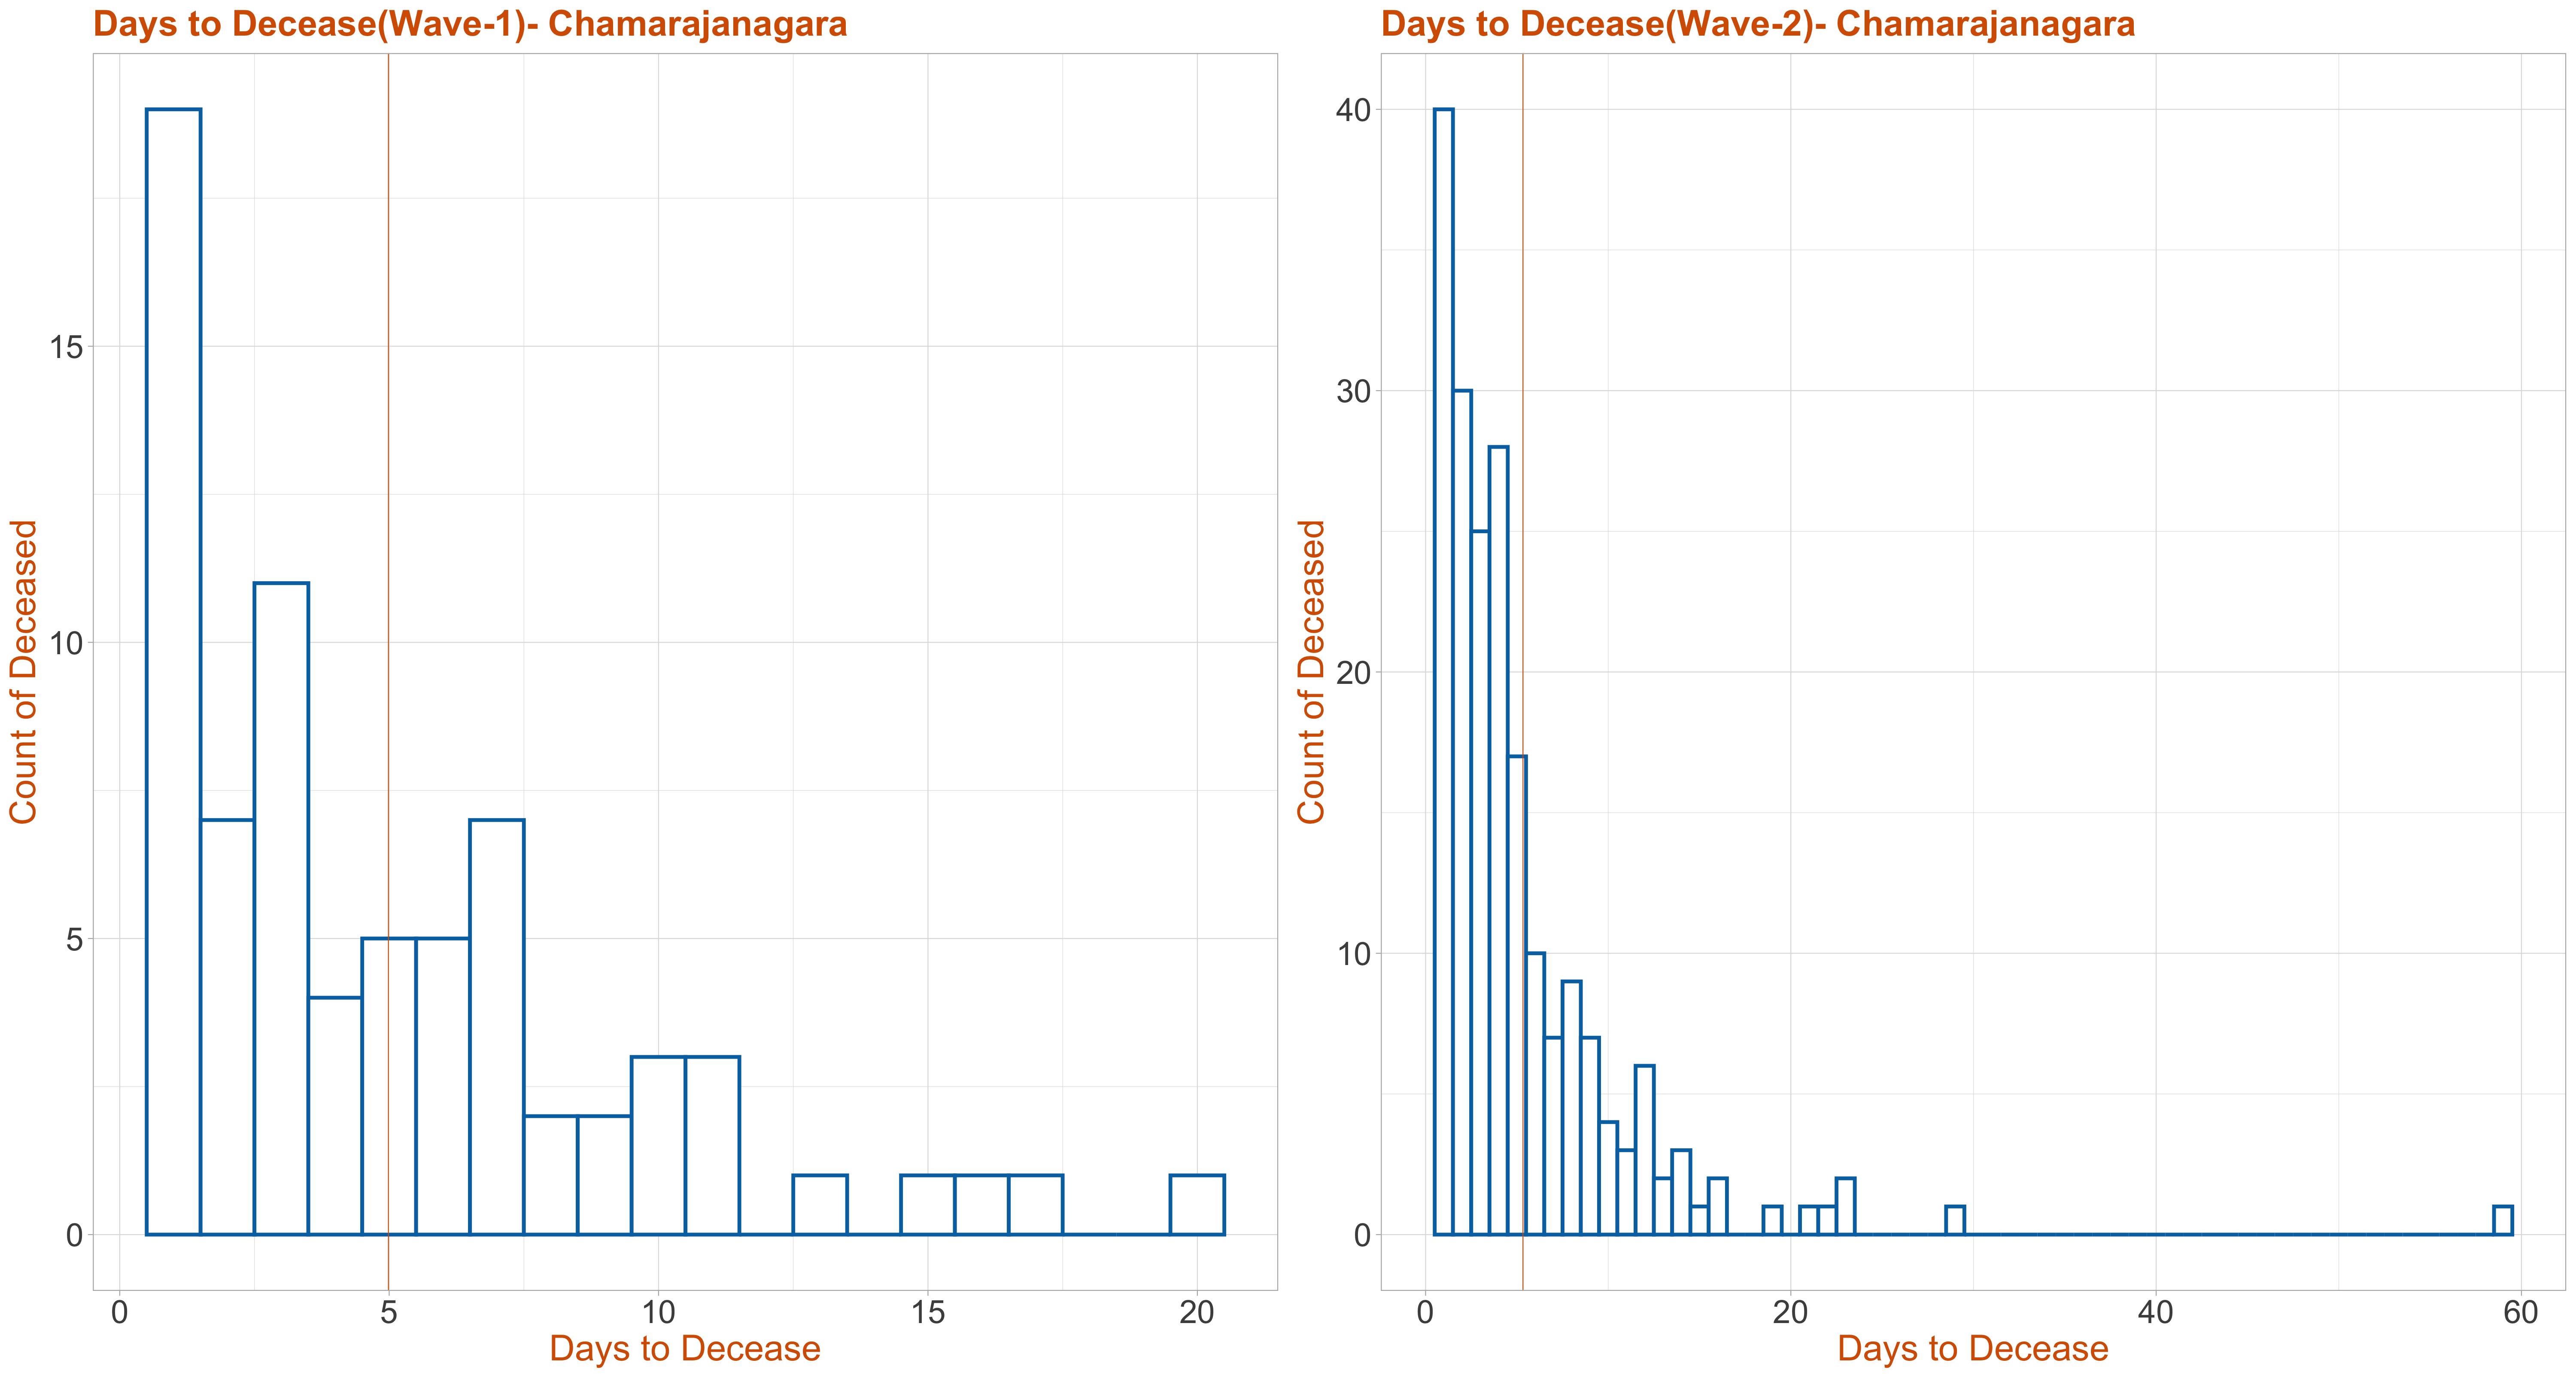 Days to Decease(Wave-1)- Chamarajanagara
Count of Deceased
15
10
5
0
0 5 10 15 20
Days to Decease
Days to Decease(Wave-2)- Chamarajanagara
Count of Deceased
40
30
20
10
0
0 20 40 60
Days to Decease